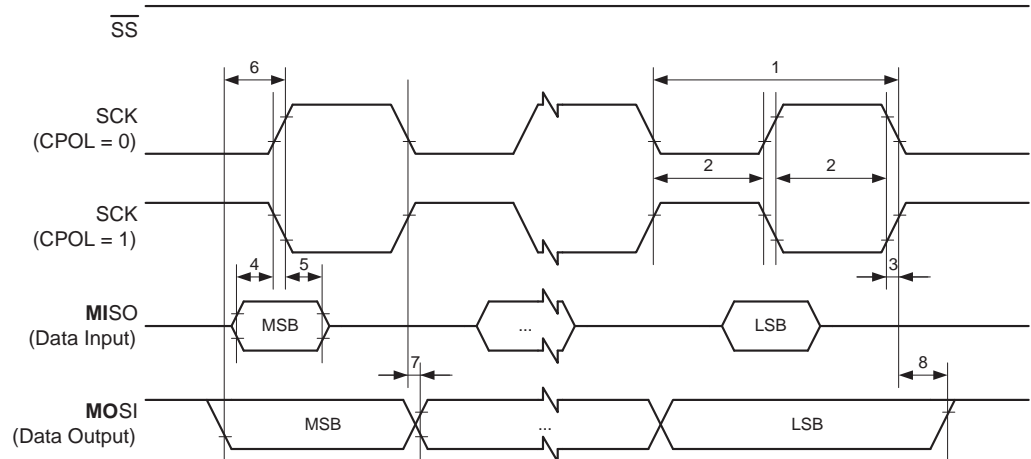 SS
6
1
SCK
(CPOL = 0)
2
2
SCK
(CPOL = 1)
4
5
3
MISO
(Data Input)
MSB
...
LSB
7
8
MOSI
(Data Output)
MSB
...
LSB